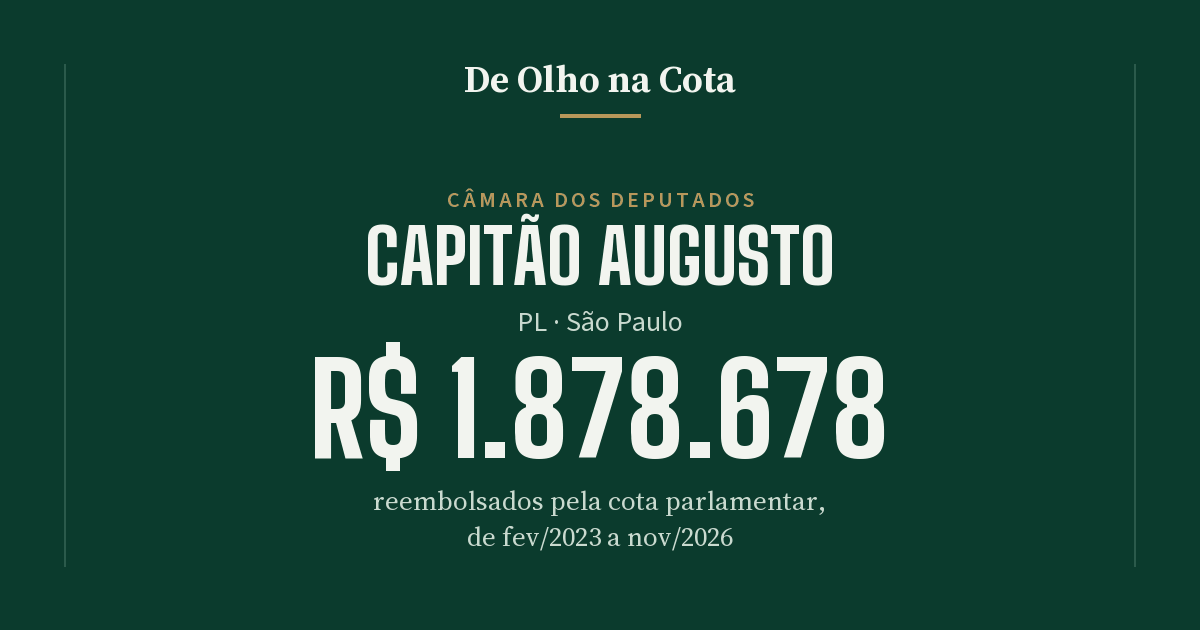 De Olho na Cota
CÂMARA DOS DEPUTADOS
CAPITÃO AUGUSTO
PL · São Paulo
R$ 1.878.678
reembolsados pela cota parlamentar,
de fev/2023 a nov/2026